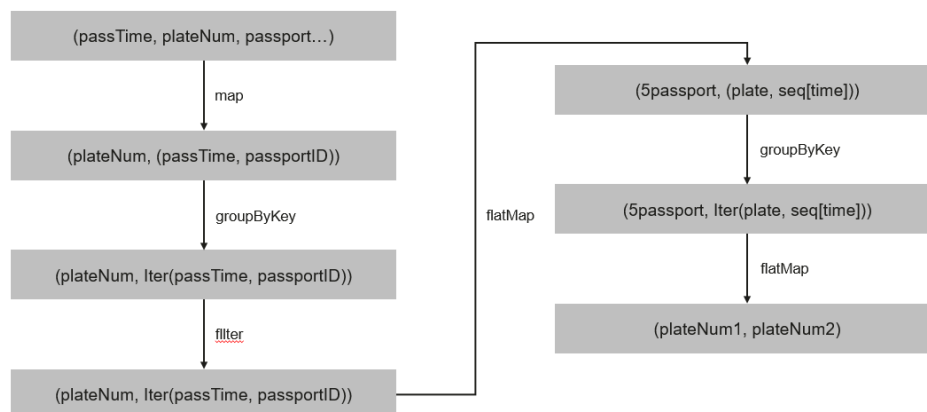 (passTime, plateNum, passport…)
map
(plateNum, (passTime, passportID))
groupByKey
(plateNum, Iter(passTime, passportID))
fllter
(plateNum, Iter(passTime, passportID))
flatMap
(5passport, (plate, seq[time]))
groupByKey
(5passport, Iter(plate, seq[time]))
flatMap
(plateNum1, plateNum2)